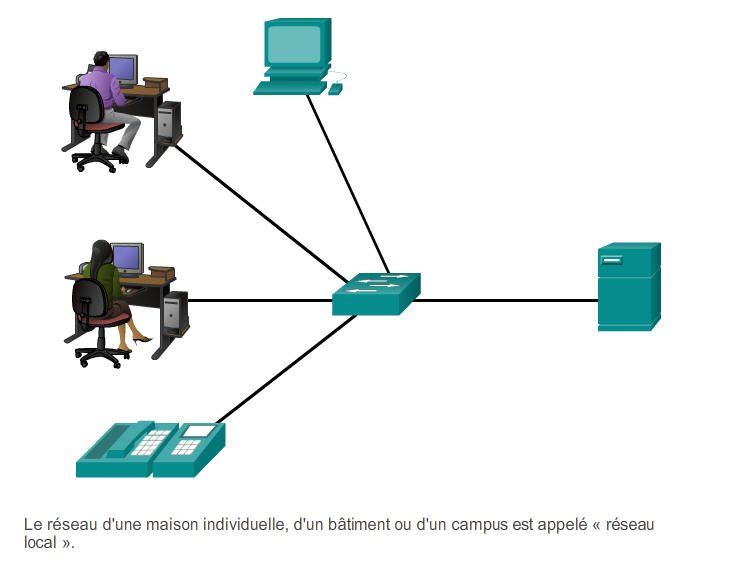 Le réseau d'une maison individuelle, d'un bâtiment ou d'un campus est appelé « réseau
local ».